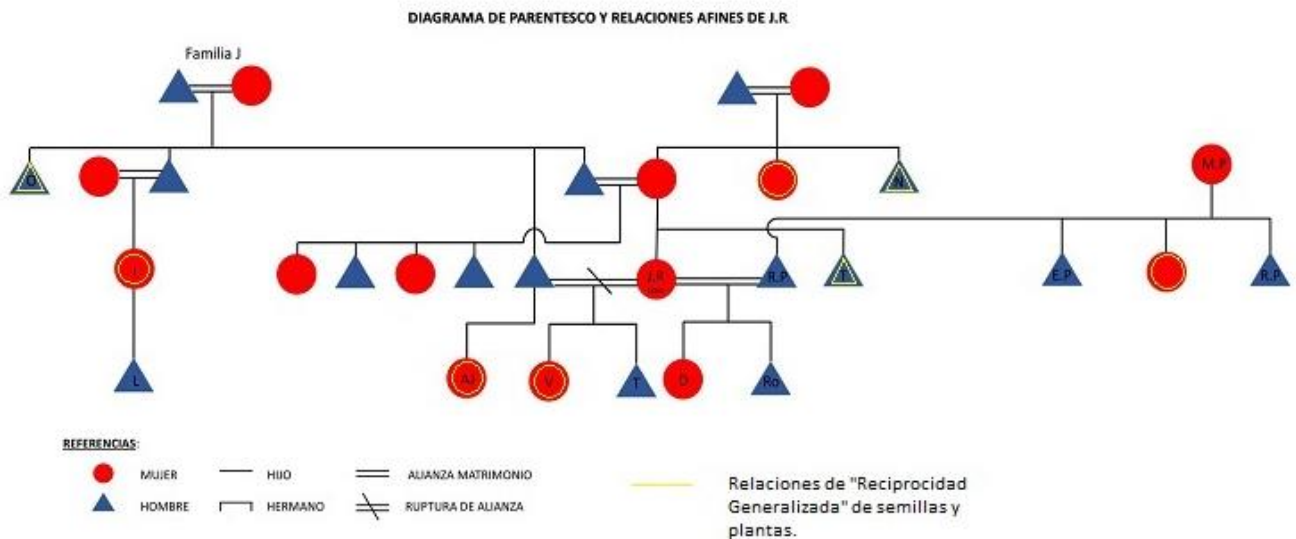 DIAGRAMA DE PARENTESCO Y RELACIONES AFINES DE J.R
Familia J
M.P
O
N
I
J.R
R.P
T
E.P
R.P
L
AJ
V
T
D
Ro
REFERENCIAS:
MUJER
HIJO
ALIANZA MATRIMONIO
HOMBRE
HERMANO
RUPTURA DE ALIANZA
Relaciones de "Reciprocidad
Generalizada" de semillas y
plantas.